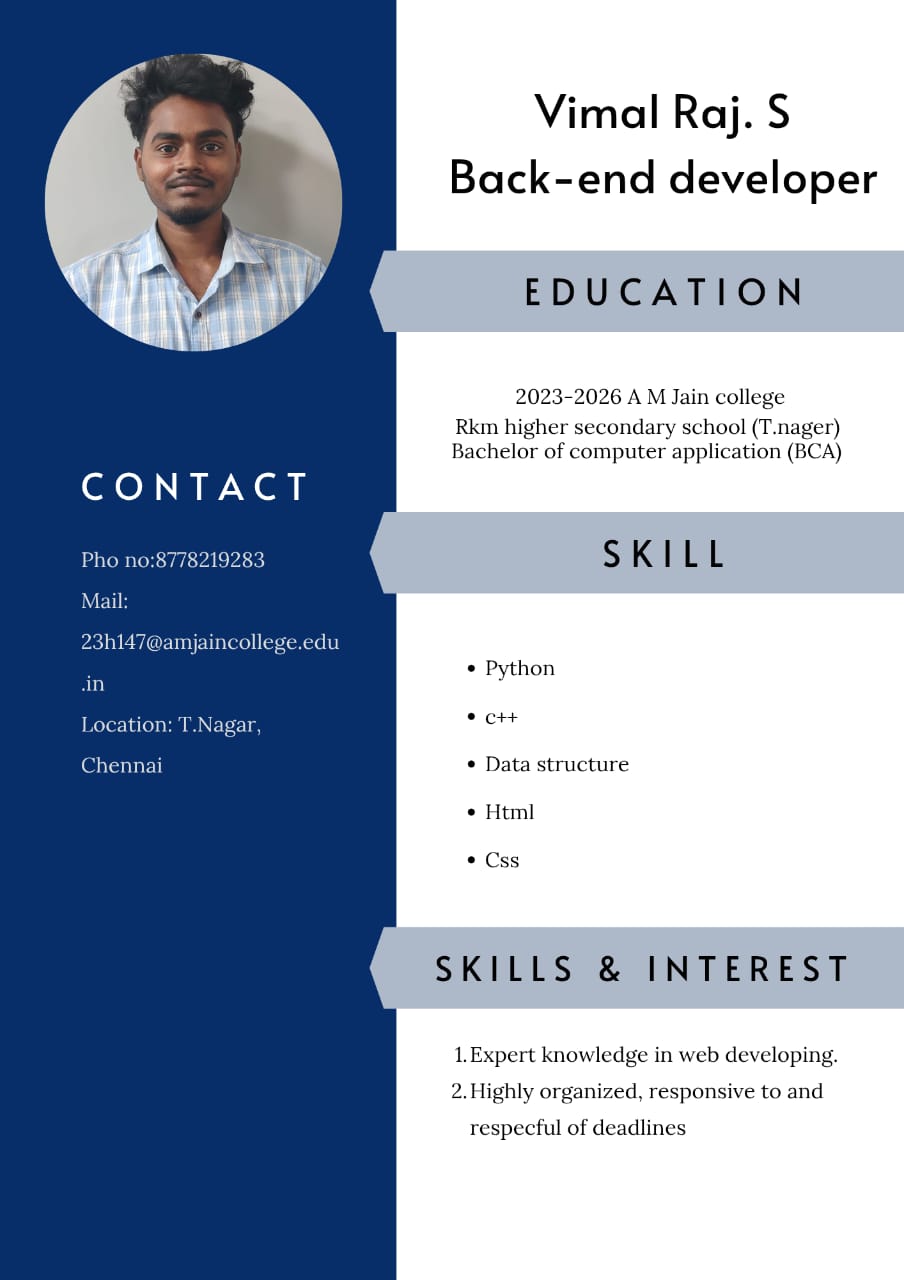 Vimal Raj. S
Back-end developer
EDUCATION
2023-2026 A M Jain college
Rkm higher secondary school (T.nager)
Bachelor of computer application (BCA)
CONTACT
Pho no:8778219283
Mail:
23h147@amjaincollege.edu
.in
Location: T.Nagar,
Chennai
SKILL
• Python
• c++
• Data structure
• Html
• Css
SKILLS & INTEREST
1. Expert knowledge in web developing.
2. Highly organized, responsive to and
respecful of deadlines